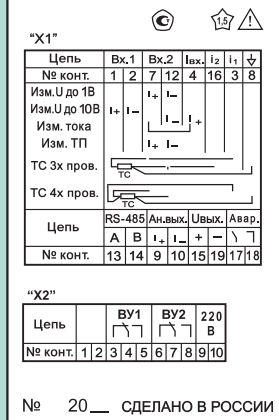 1,5
"X1"
Цепь Вх.1 Вх.2 Iвх. i2 i1
№ конт. 1 2 7 12 4 16 3 8
Изм.U до 1В I+ I–
Изм.U до 10В I+ I–
Изм. тока I–I+
Изм. ТП I+ I–
ТС 3х пров.
ТС
ТС 4х пров.
ТС
Цепь RS-485 Ан.вых. Uвых. Авар.
А В I+ I– + –
№ конт. 13 14 9 10 15 19 17 18
"X2"
Цепь ВУ1 ВУ2 220 В
№ конт. 1 2 3 4 5 6 7 8 9 10
№ 20__ СДЕЛАНО В РОССИИ